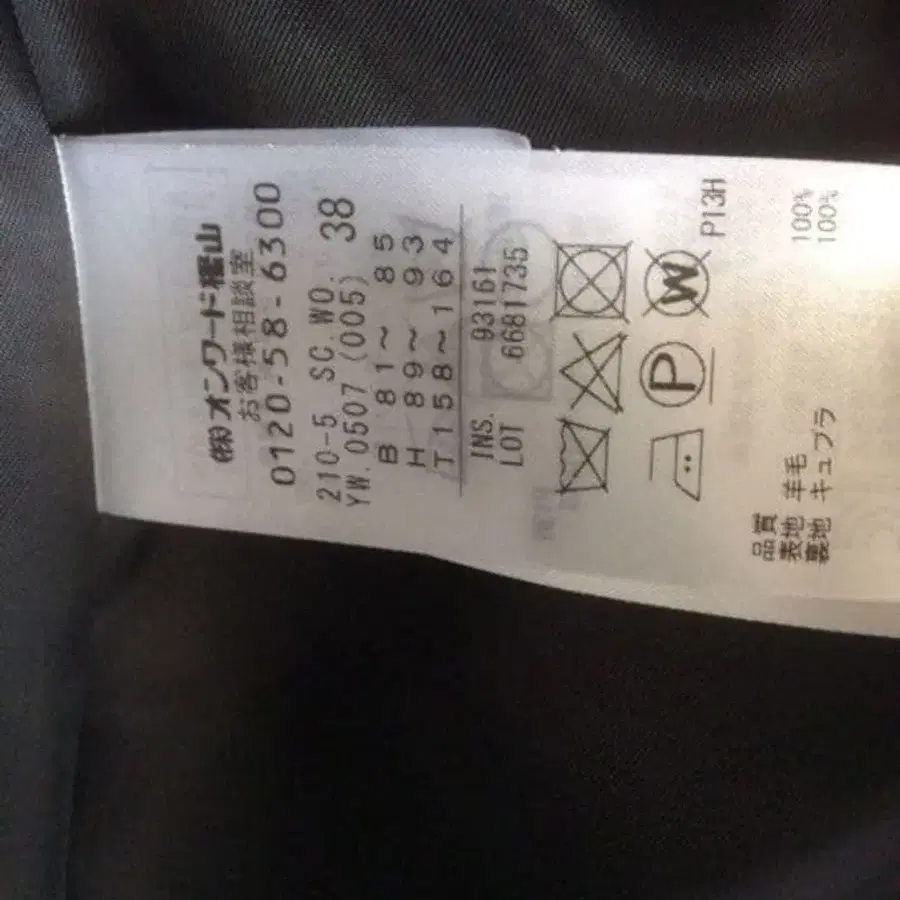 ㈱オンワード樫山
お客様相談室
0120-58-6300
210-5 SC.WO.
YW.0507 (005) 38
B 81～ 85
H 89～ 93
T158～164
INS. 93161
LOT 6681735
W
P
P13H
品質
表地 羊毛 100%
裏地 キュプラ 100%